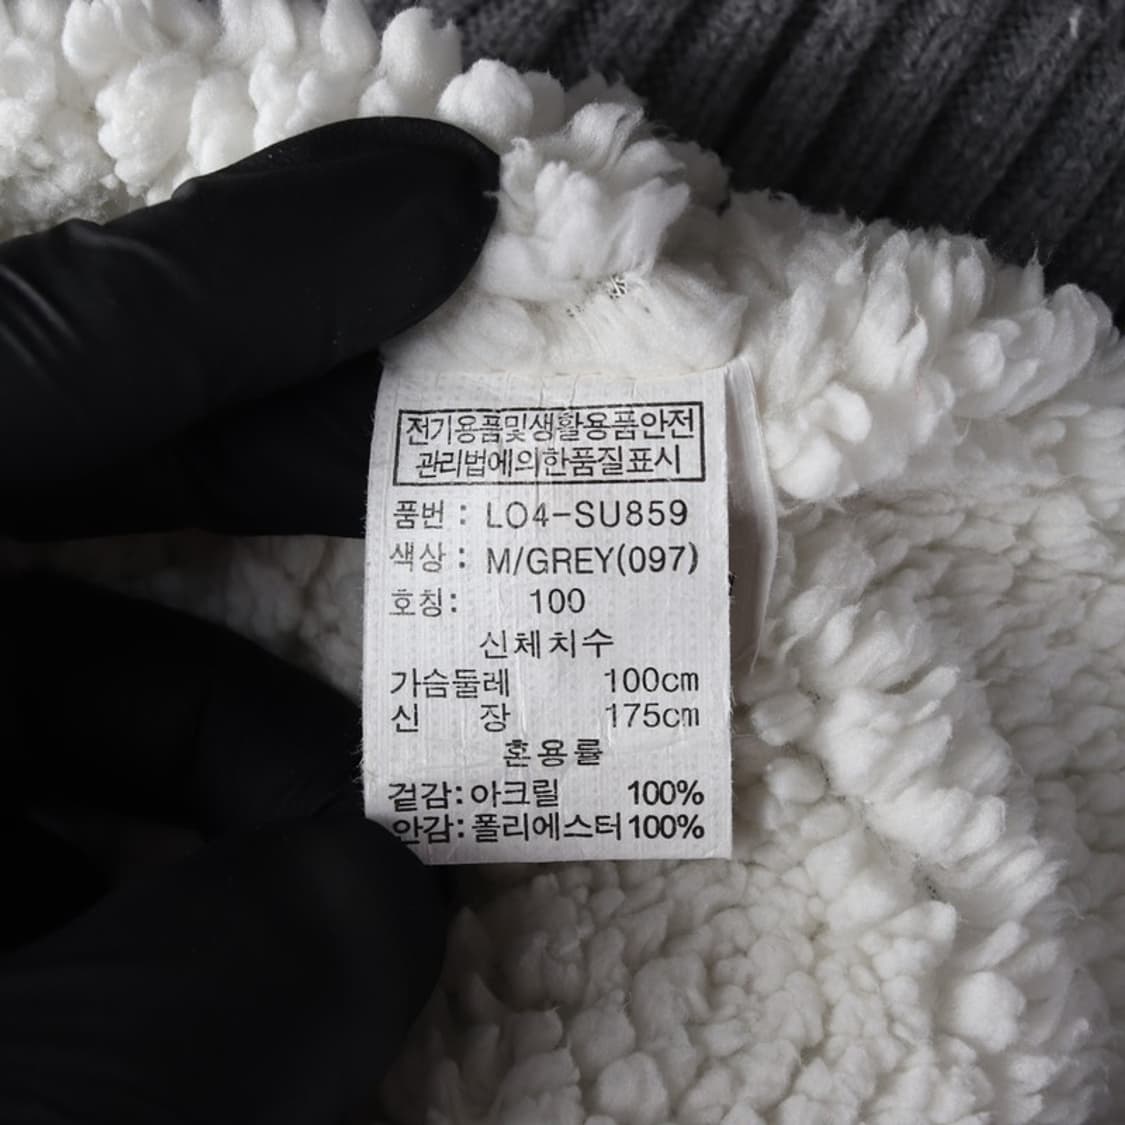 전기용품및생활용품안전
관리법에의한품질표시
품번 : L04-SU859
색상 : M/GREY(097)
호칭: 100
신체치수
가슴둘레 100cm
신 장 175cm
혼용률
겉감: 아크릴 100%
안감: 폴리에스터 100%